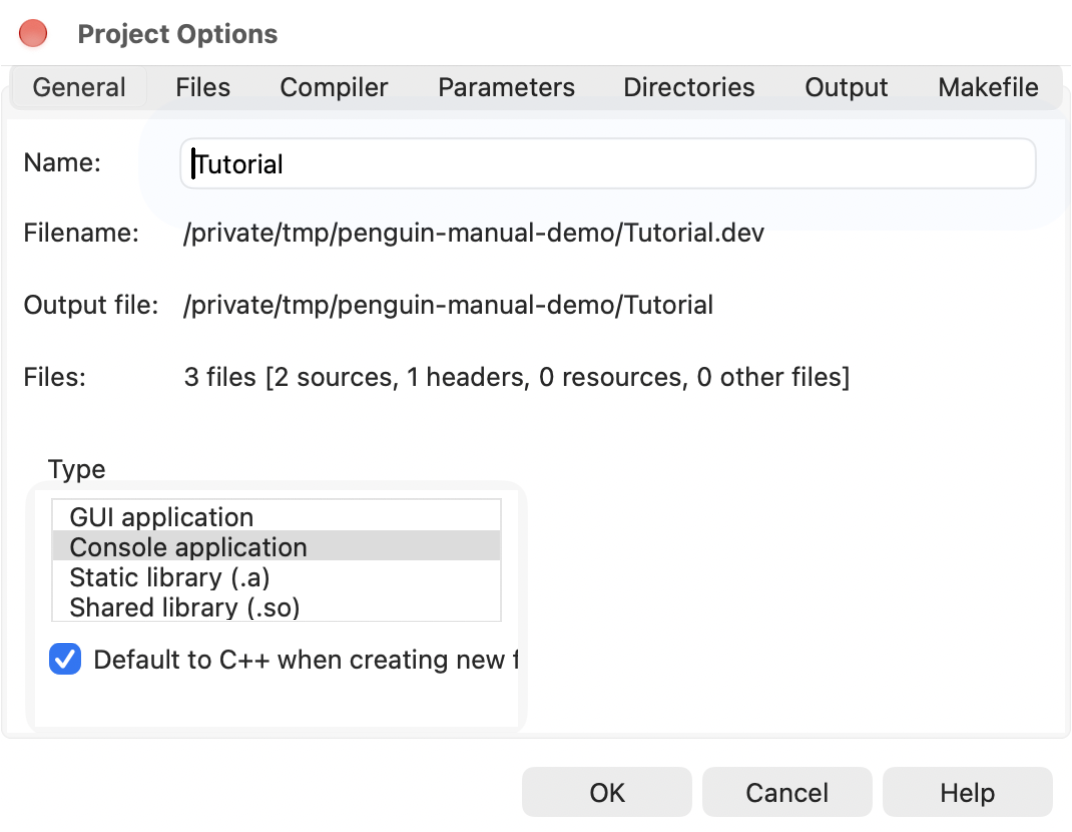 Project Options
General Files Compiler Parameters Directories Output Makefile
Name: Tutorial
Filename: /private/tmp/penguin-manual-demo/Tutorial.dev
Output file: /private/tmp/penguin-manual-demo/Tutorial
Files: 3 files [2 sources, 1 headers, 0 resources, 0 other files]
Type
GUI application
Console application
Static library (.a)
Shared library (.so)
Default to C++ when creating new f
OK Cancel Help